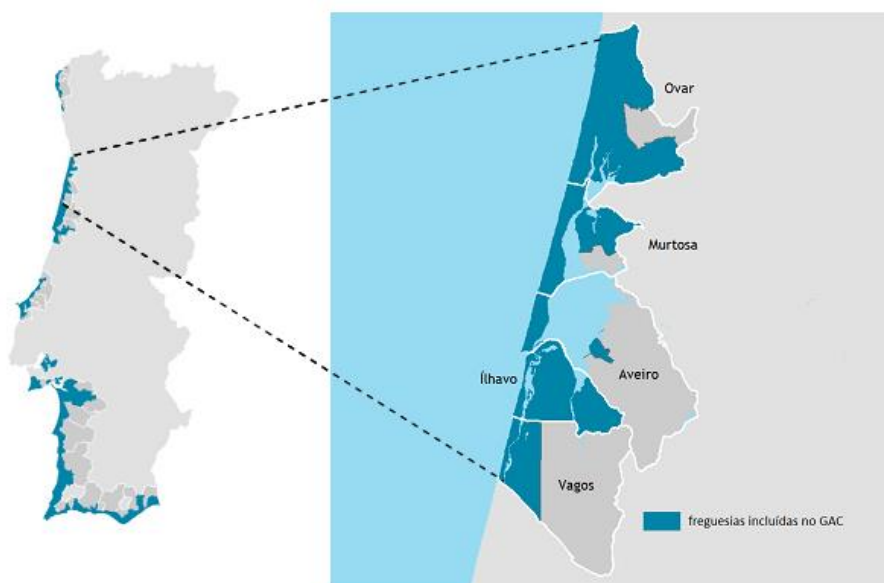 Ovar
Murtosa
Ílhavo
Aveiro
Vagos
freguesias incluídas no GAC